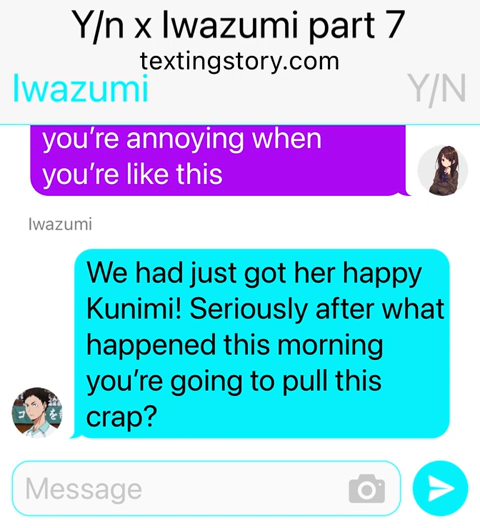 Y/n x Iwazumi part 7
textingstory.com
Iwazumi Y/N
you're annoying when
you're like this
Iwazumi
We had just got her happy
Kunimi! Seriously after what
happened this morning
you're going to pull this
crap?
Message